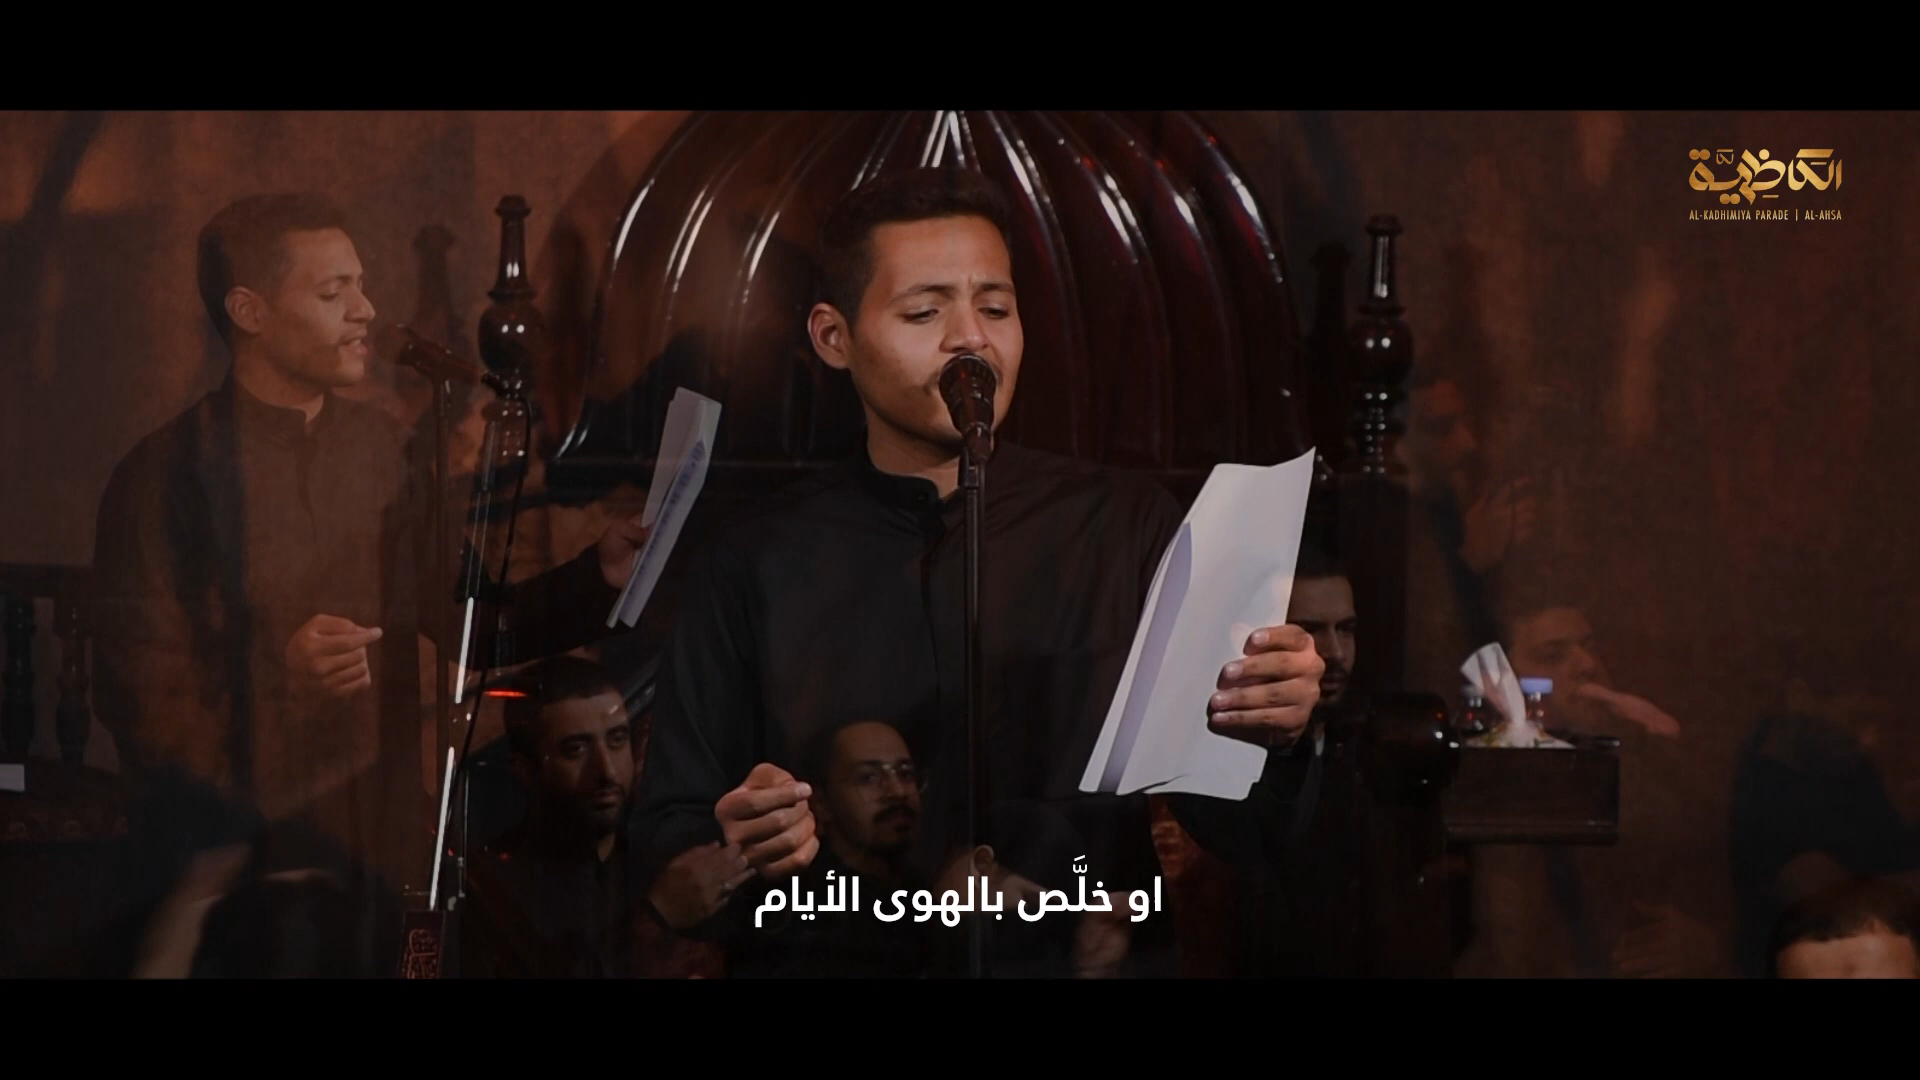 الكاظمية
AL-KADHIMIYA PARADE | AL-AHSA
او خلَّص بالهوى الأيام